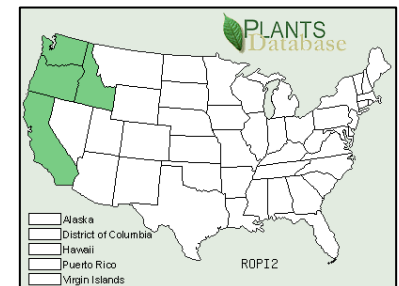 PLANTS
Database
Alaska
District of Columbia
Hawaii
Puerto Rico
Virgin Islands
ROPI2